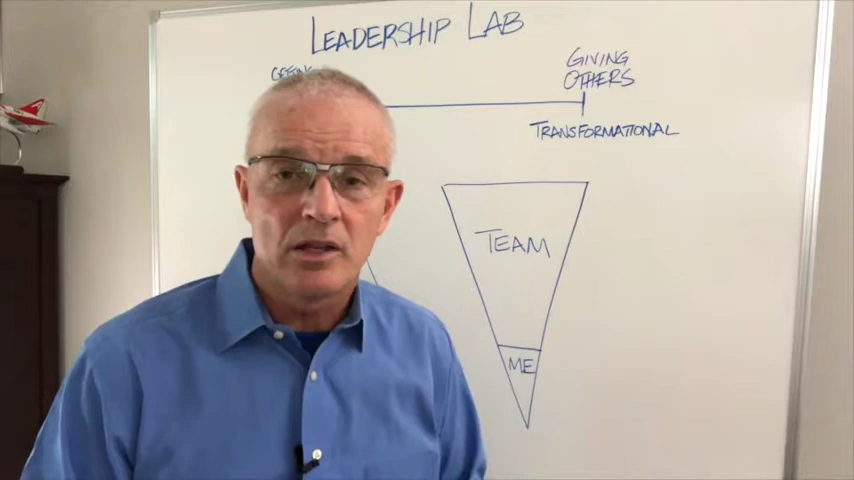 LEADERSHIP LAB
GIVING
OTHERS
TRANSFORMATIONAL
TEAM
ME